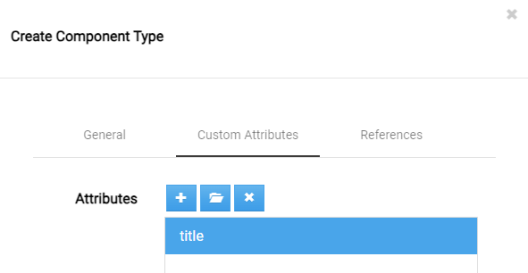 Create Component Type
General Custom Attributes References
Attributes
title